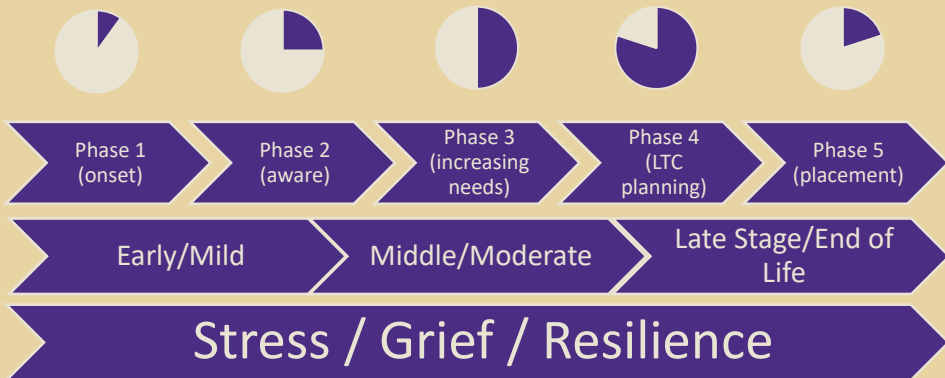 Phase 1
(onset)
Phase 2
(aware)
Phase 3
(increasing
needs)
Phase 4
(LTC
planning)
Phase 5
(placement)
Early/Mild
Middle/Moderate
Late Stage/End of
Life
Stress / Grief / Resilience